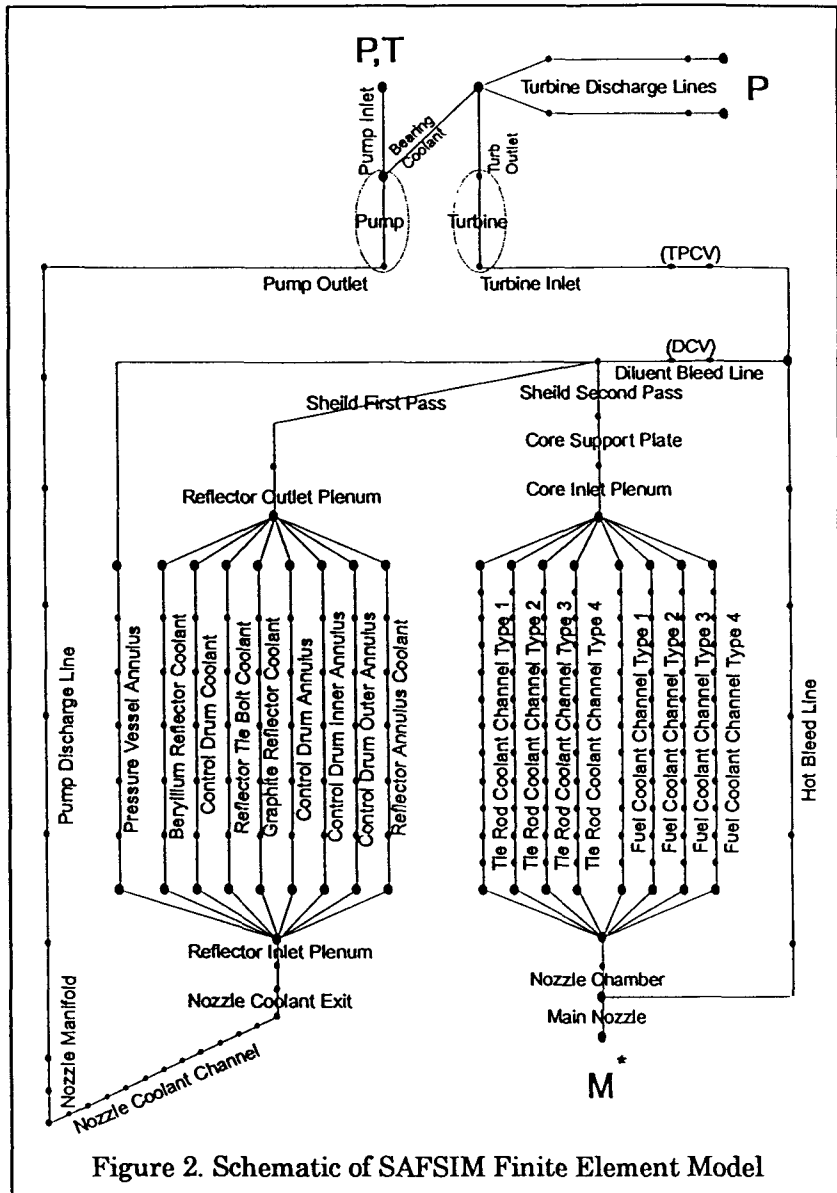 P,T
P
Turbine Discharge Lines
Pump Inlet
Bearing
Coolant
Turb
Outlet
Pump
Turbine
(TPCV)
Pump Outlet
Turbine Inlet
(DCV)
Diluent Bleed Line
Sheild First Pass
Sheild Second Pass
Core Support Plate
Reflector Outlet Plenum
Core Inlet Plenum
Pump Discharge Line
Pressure Vessel Annulus
Beryllium Reflector Coolant
Control Drum Coolant
Reflector Tie Bolt Coolant
Graphite Reflector Coolant
Control Drum Annulus
Control Drum Inner Annulus
Control Drum Outer Annulus
Reflector Annulus Coolant
Tie Rod Coolant Channel Type 1
Tie Rod Coolant Channel Type 2
Tie Rod Coolant Channel Type 3
Tie Rod Coolant Channel Type 4
Fuel Coolant Channel Type 1
Fuel Coolant Channel Type 2
Fuel Coolant Channel Type 3
Fuel Coolant Channel Type 4
Hot Bleed Line
Reflector Inlet Plenum
Nozzle Chamber
Nozzle Coolant Exit
Main Nozzle
Nozzle Manifold
Nozzle Coolant Channel
M*
Figure 2. Schematic of SAFSIM Finite Element Model